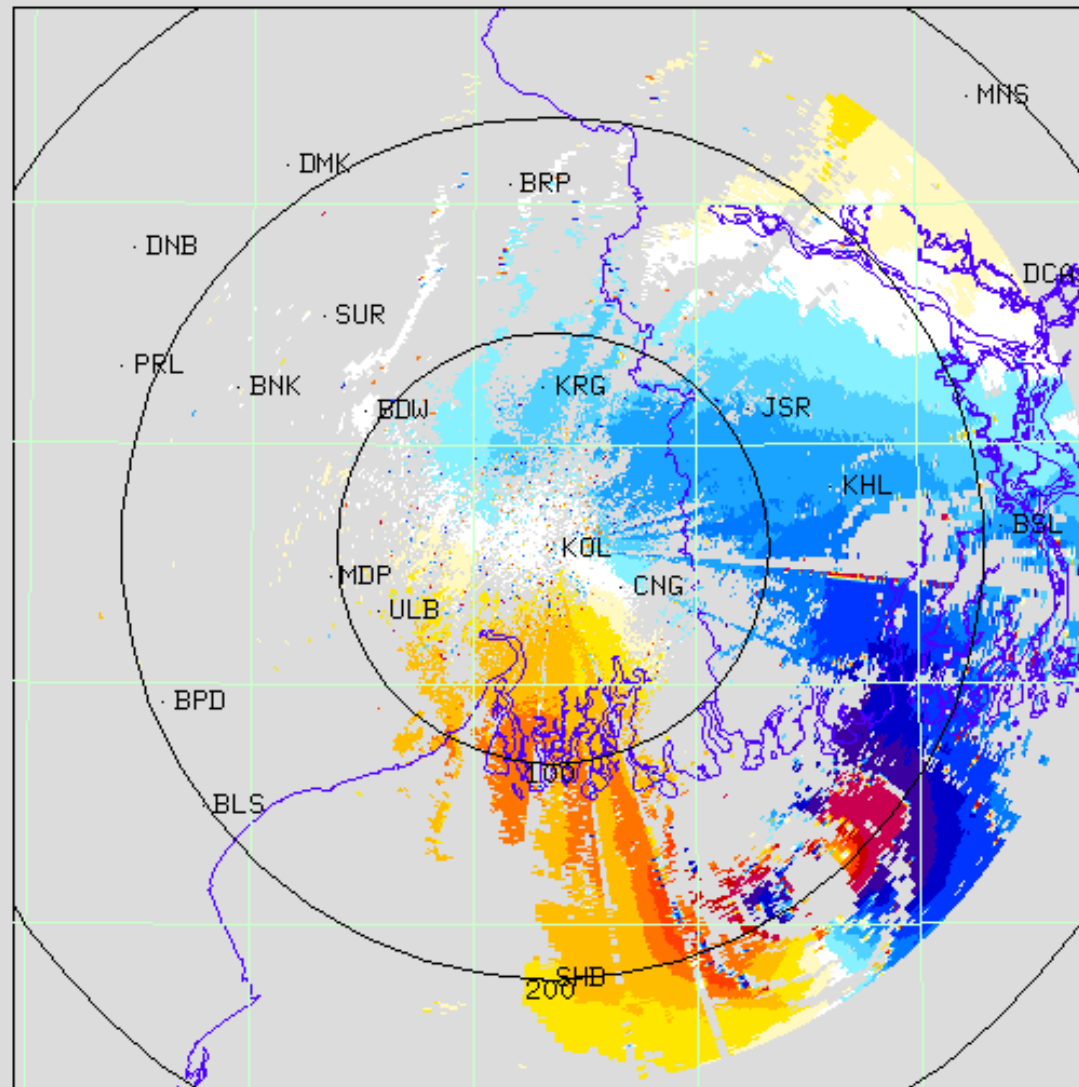 MNS
DMK
BRP
DNB
DCA
SUR
PRL
BNK
KRG
BDW
JSR
KHL
BSL
KOL
MDP
CNG
ULB
BPD
100
BLS
SHB
200